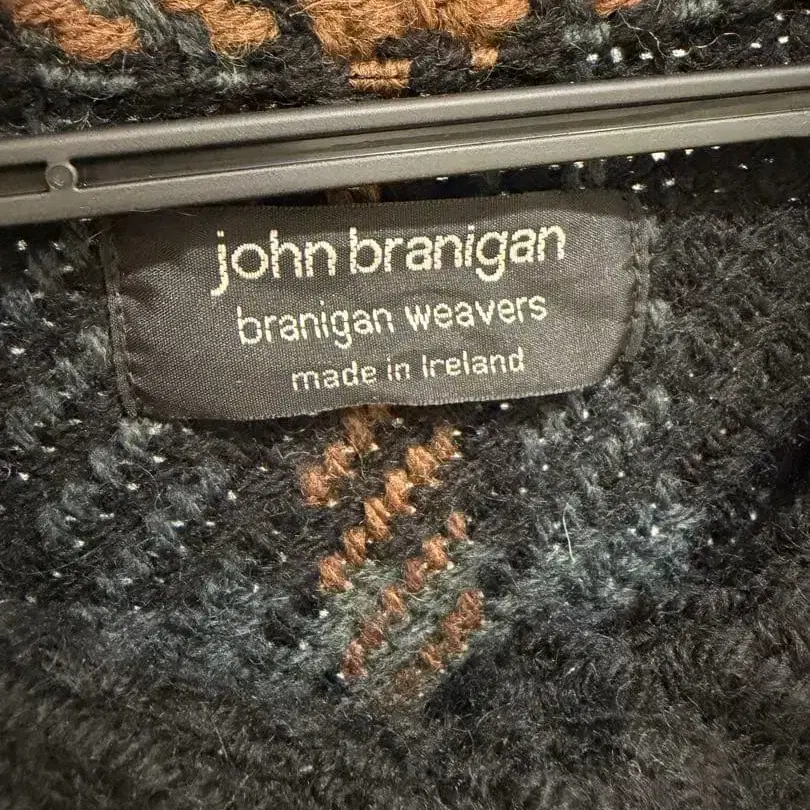 john branigan
branigan weavers
made in Ireland